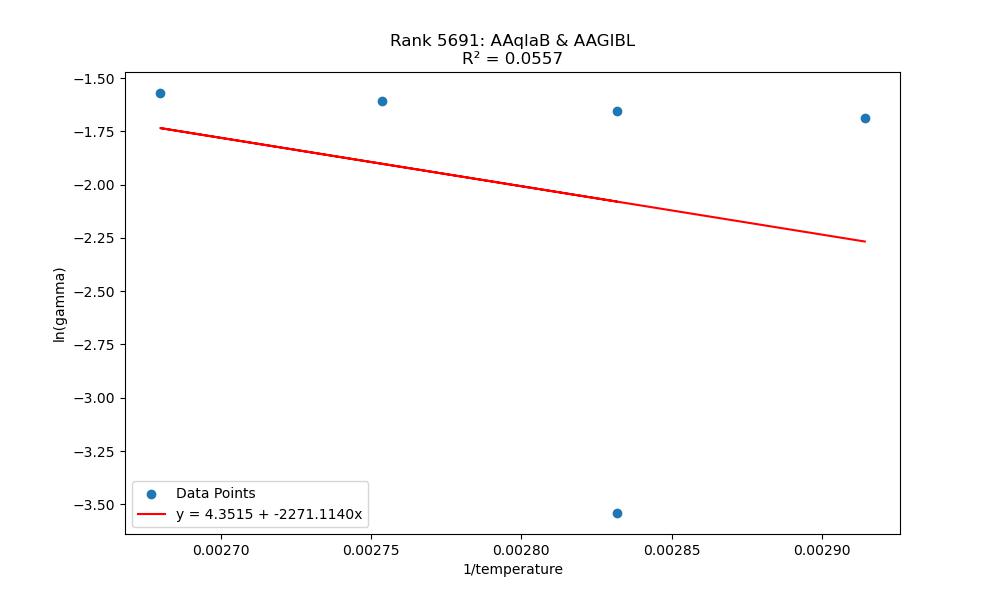 Rank 5691: AAqlaB & AAGIBL
R² = 0.0557
ln(gamma)
−1.50
−1.75
−2.00
−2.25
−2.50
−2.75
−3.00
−3.25
−3.50
Data Points
y = 4.3515 + -2271.1140x
0.00270
0.00275
0.00280
0.00285
0.00290
1/temperature